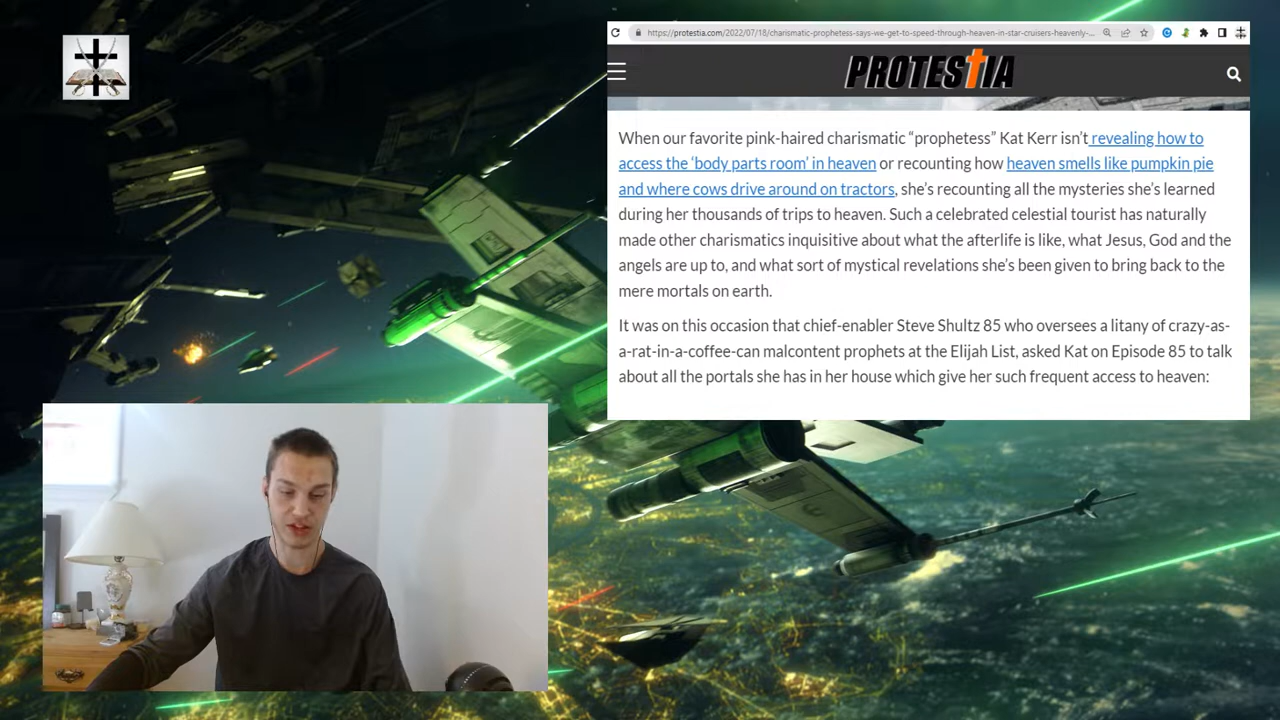 https://protestia.com/2022/07/18/charismatic-prophetess-says-we-get-to-speed-through-heaven-in-star-cruisers-heavenly-...
PROTESTIA
When our favorite pink-haired charismatic “prophetess” Kat Kerr isn’t revealing how to
access the ‘body parts room’ in heaven or recounting how heaven smells like pumpkin pie
and where cows drive around on tractors, she’s recounting all the mysteries she’s learned
during her thousands of trips to heaven. Such a celebrated celestial tourist has naturally
made other charismatics inquisitive about what the afterlife is like, what Jesus, God and the
angels are up to, and what sort of mystical revelations she’s been given to bring back to the
mere mortals on earth.
It was on this occasion that chief-enabler Steve Shultz 85 who oversees a litany of crazy-as-
a-rat-in-a-coffee-can malcontent prophets at the Elijah List, asked Kat on Episode 85 to talk
about all the portals she has in her house which give her such frequent access to heaven: